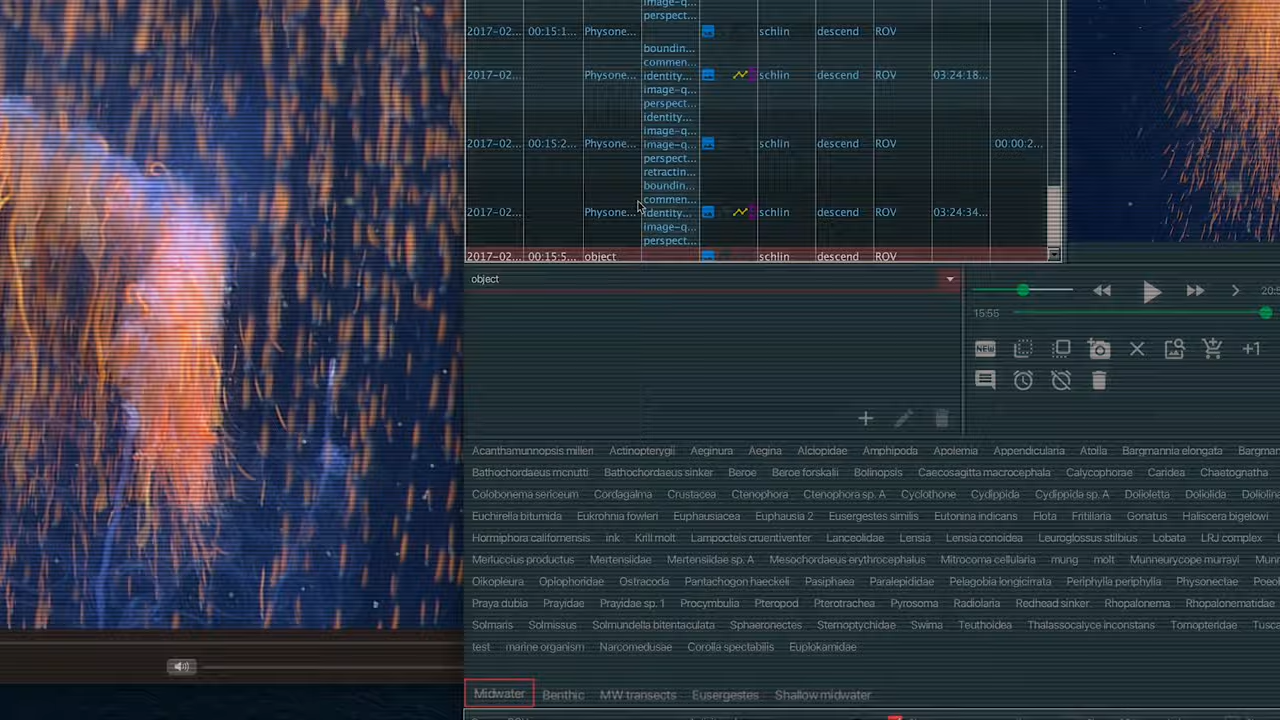 image-q...
perspect...
2017-02... 00:15:1... Physone... schlin descend ROV
boundin...
commen...
2017-02... Physone... identity... schlin descend ROV 03:24:18...
image-q...
perspect...
identity...
image-q...
2017-02... 00:15:2... Physone... image-q... schlin descend ROV 00:00:2...
perspect...
retractin...
boundin...
commen...
2017-02... Physone... identity... schlin descend ROV 03:24:34...
image-q...
perspect...
2017-02... 00:15:5... object schlin descend ROV
object
15:55
NEW +1
Acanthamunnopsis milleri Actinopterygii Aeginura Aegina Alciopidae Amphipoda Apolemia Appendicularia Atolla Bargmannia elongata Bargman
Bathochordaeus mcnutti Bathochordaeus sinker Beroe Beroe forskalii Bolinopsis Caecosagitta macrocephala Calycophorae Caridea Chaetognatha
Colobonema sericeum Cordagalma Crustacea Ctenophora Ctenophora sp. A Cyclothone Cydippida Cydippida sp. A Dolioletta Doliolida Doliolin
Euchirella bitumida Eukrohnia fowleri Euphausiacea Euphausia 2 Eusergestes similis Eutonina indicans Flota Fritillaria Gonatus Haliscera bigelowi
Hormiphora californensis ink Krill molt Lampocteis cruentiventer Lanceolidae Lensia Lensia conoidea Leuroglossus stilbius Lobata LRJ complex
Merluccius productus Mertensiidae Mertensiidae sp. A Mesochordaeus erythrocephalus Mitrocoma cellularia mung molt Munneurycope murrayi Munn
Oikopleura Oplophoridae Ostracoda Pantachogon haeckeli Pasiphaea Paralepididae Pelagobia longicirrata Periphylla periphylla Physonectae Poeo
Praya dubia Prayidae Prayidae sp. 1 Procymbulia Pteropod Pterotrachea Pyrosoma Radiolaria Redhead sinker Rhopalonema Rhopalonematidae
Solmaris Solmissus Solmundella bitentaculata Sphaeronectes Sternoptychidae Swima Teuthoidea Thalassocalyce inconstans Tomopteridae Tusca
test marine organism Narcomedusae Corolla spectabilis Euplokamidae
Midwater Benthic MW transects Eusergestes Shallow midwater